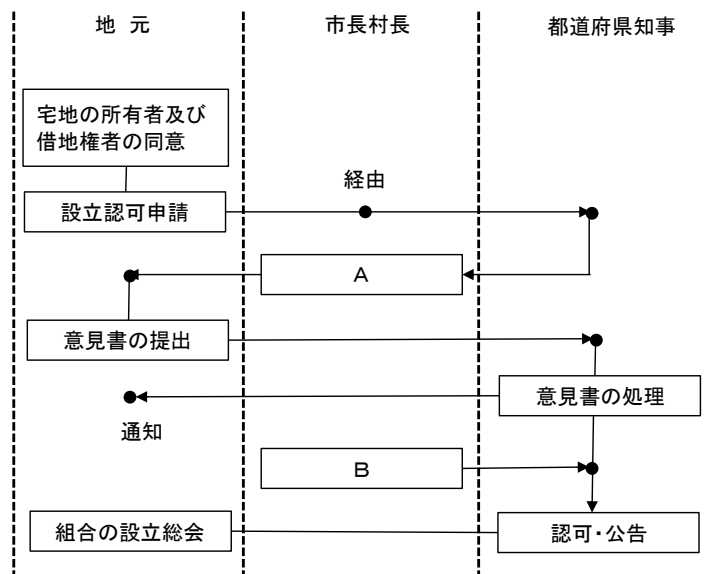 地 元
市長村長
都道府県知事
宅地の所有者及び
借地権者の同意
経由
設立認可申請
A
意見書の提出
意見書の処理
通知
B
組合の設立総会
認可・公告